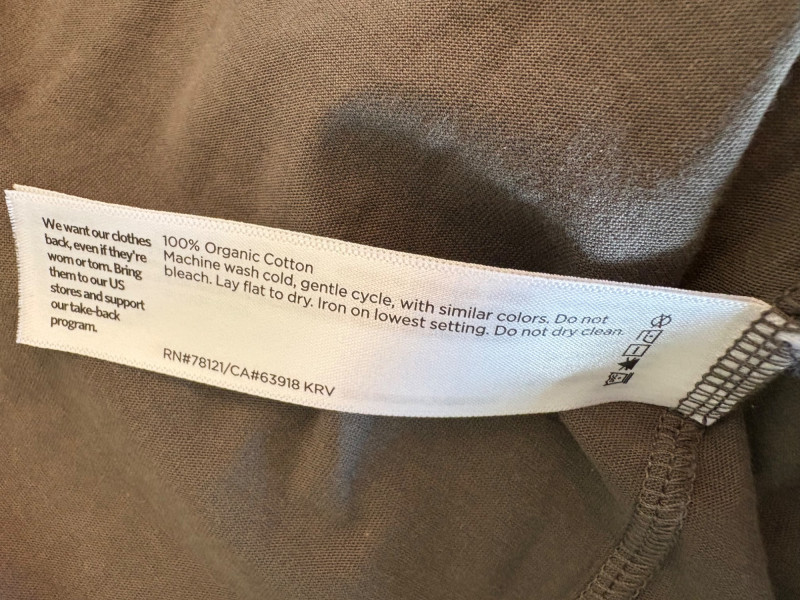 We want our clothes
back, even if they're
worn or torn. Bring
them to our US
stores and support
our take-back
program.
100% Organic Cotton
Machine wash cold, gentle cycle, with similar colors. Do not
bleach. Lay flat to dry. Iron on lowest setting. Do not dry clean.
RN#78121/CA#63918 KRV